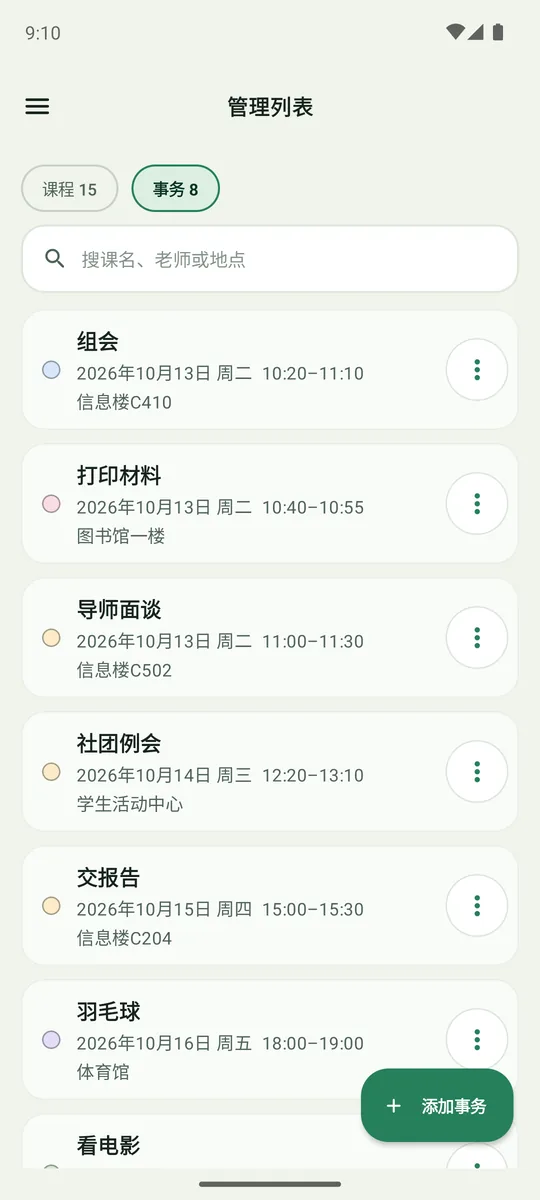 9:10
管理列表
课程 15
事务 8
搜课名、老师或地点
组会
2026年10月13日 周二 10:20–11:10
信息楼C410
打印材料
2026年10月13日 周二 10:40–10:55
图书馆一楼
导师面谈
2026年10月13日 周二 11:00–11:30
信息楼C502
社团例会
2026年10月14日 周三 12:20–13:10
学生活动中心
交报告
2026年10月15日 周四 15:00–15:30
信息楼C204
羽毛球
2026年10月16日 周五 18:00–19:00
体育馆
+ 添加事务
看电影